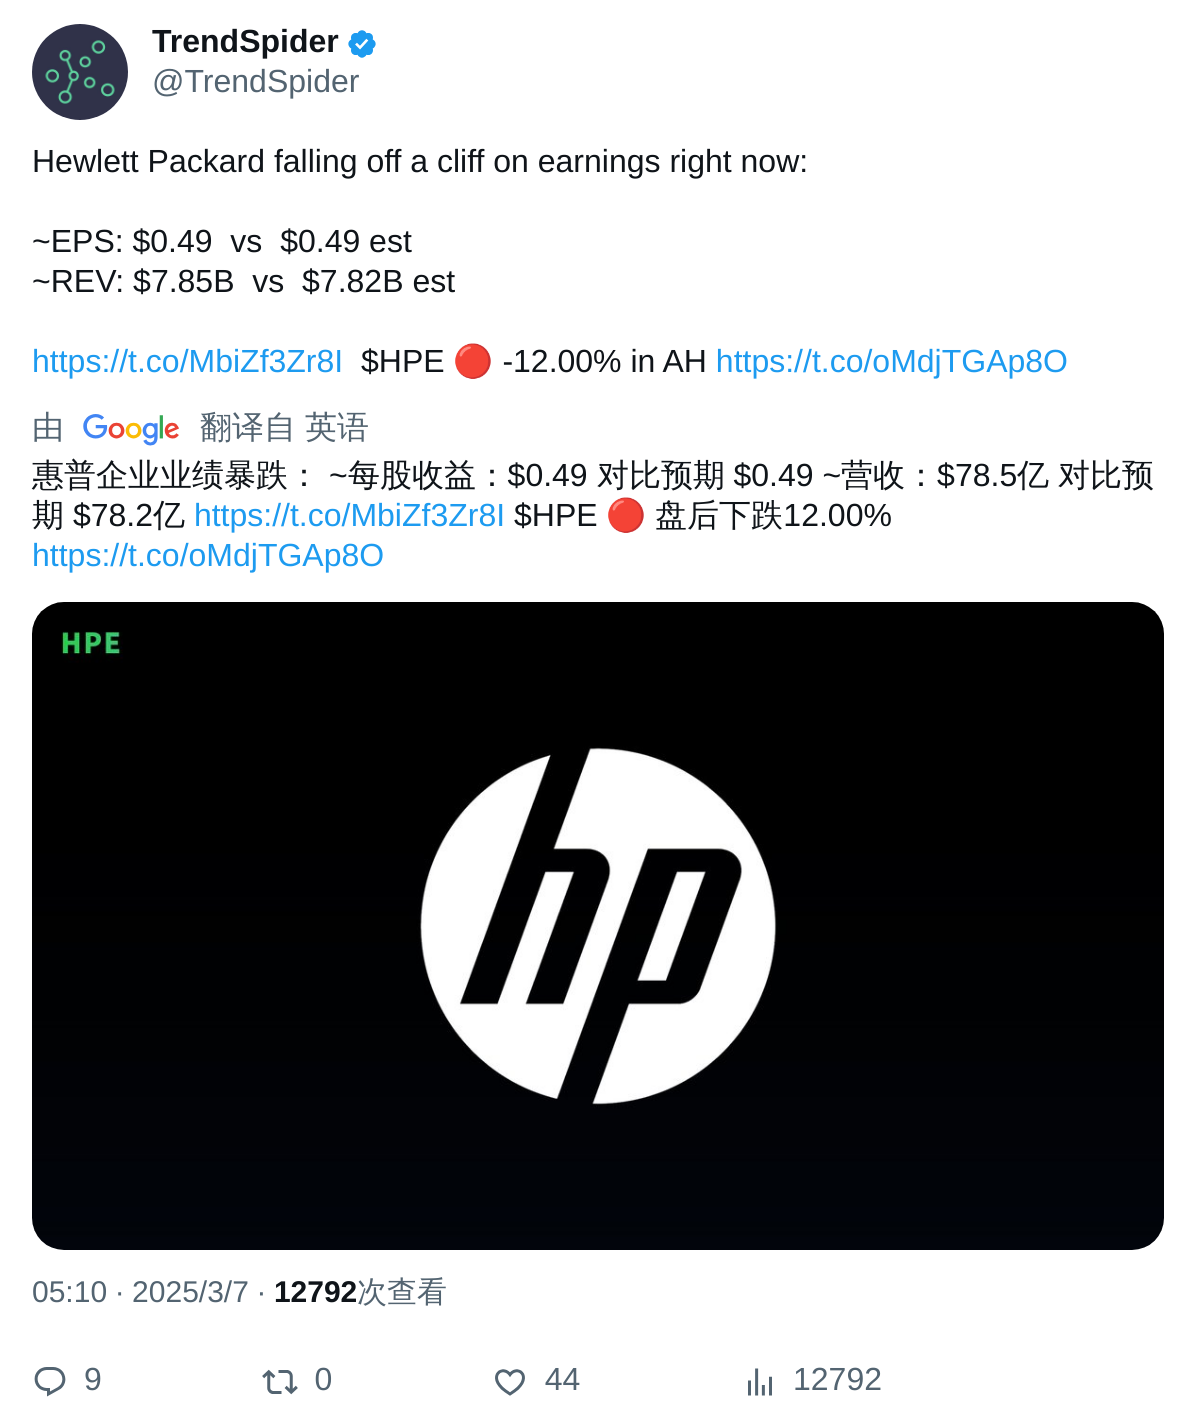 TrendSpider
@TrendSpider
Hewlett Packard falling off a cliff on earnings right now:
~EPS: $0.49  vs  $0.49 est
~REV: $7.85B  vs  $7.82B est
https://t.co/MbiZf3Zr8I  $HPE 🔴 -12.00% in AH https://t.co/oMdjTGAp8O
由 Google 翻译自 英语
惠普企业业绩暴跌： ~每股收益：$0.49 对比预期 $0.49 ~营收：$78.5亿 对比预
期 $78.2亿 https://t.co/MbiZf3Zr8I $HPE 🔴 盘后下跌12.00%
https://t.co/oMdjTGAp8O
HPE
hp
05:10 · 2025/3/7 · 12792次查看
9 0 44 12792